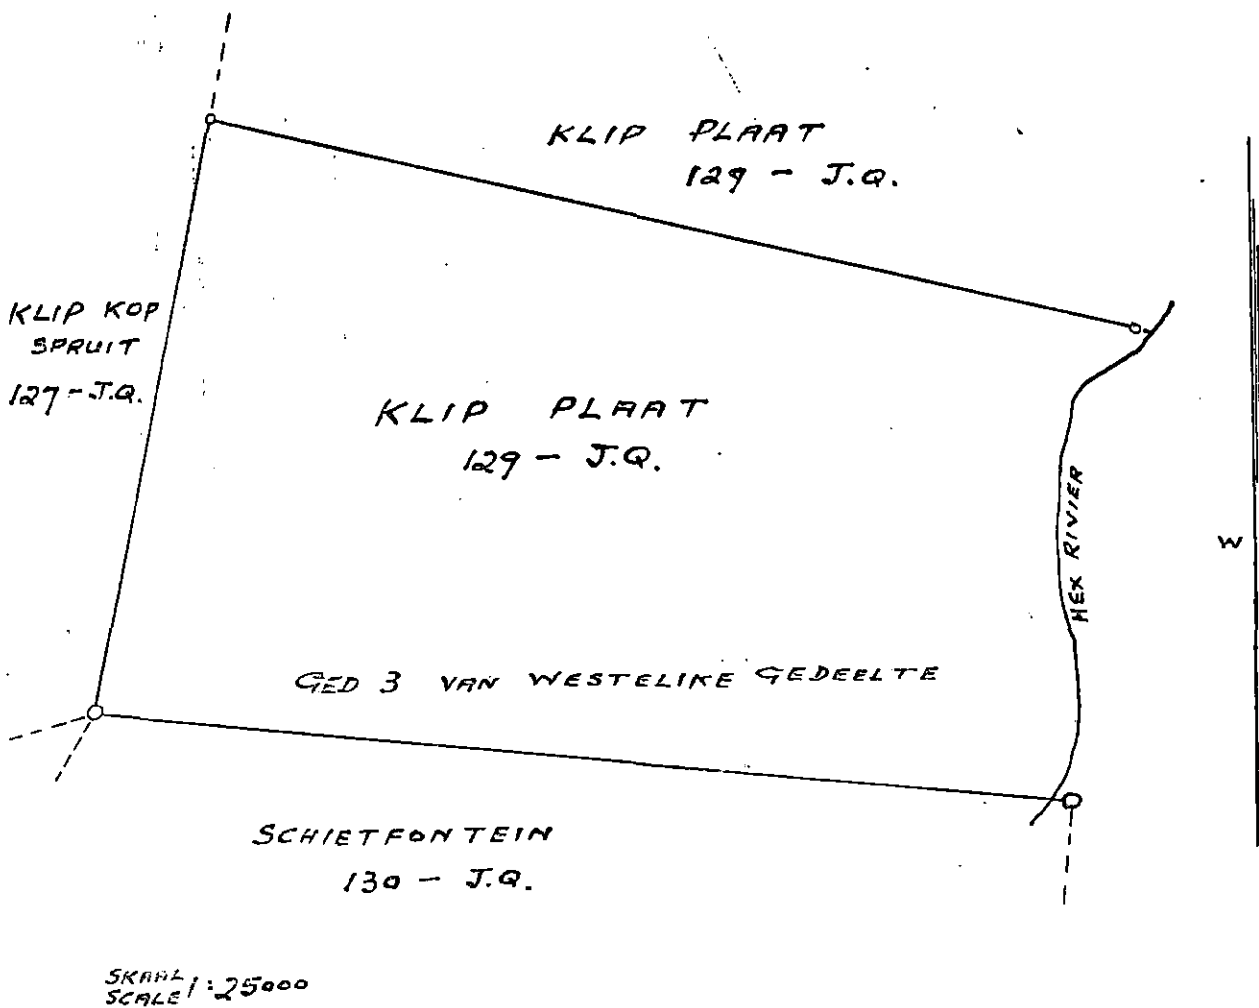 KLIP PLAAT
129 - J.Q.
KLIP KOP
SPRUIT
127 - J.Q.
KLIP PLAAT
129 - J.Q.
HEX RIVIER
W
GED 3 VAN WESTELIKE GEDEELTE
SCHIETFONTEIN
130 - J.Q.
SKAAL
SCALE 1:25000